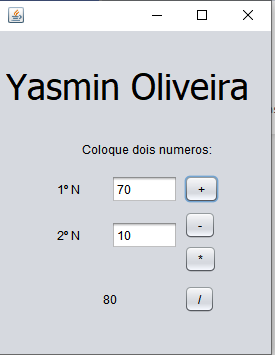 Yasmin Oliveira
Coloque dois numeros:
1º N 70 +
-
2º N 10
*
80 /